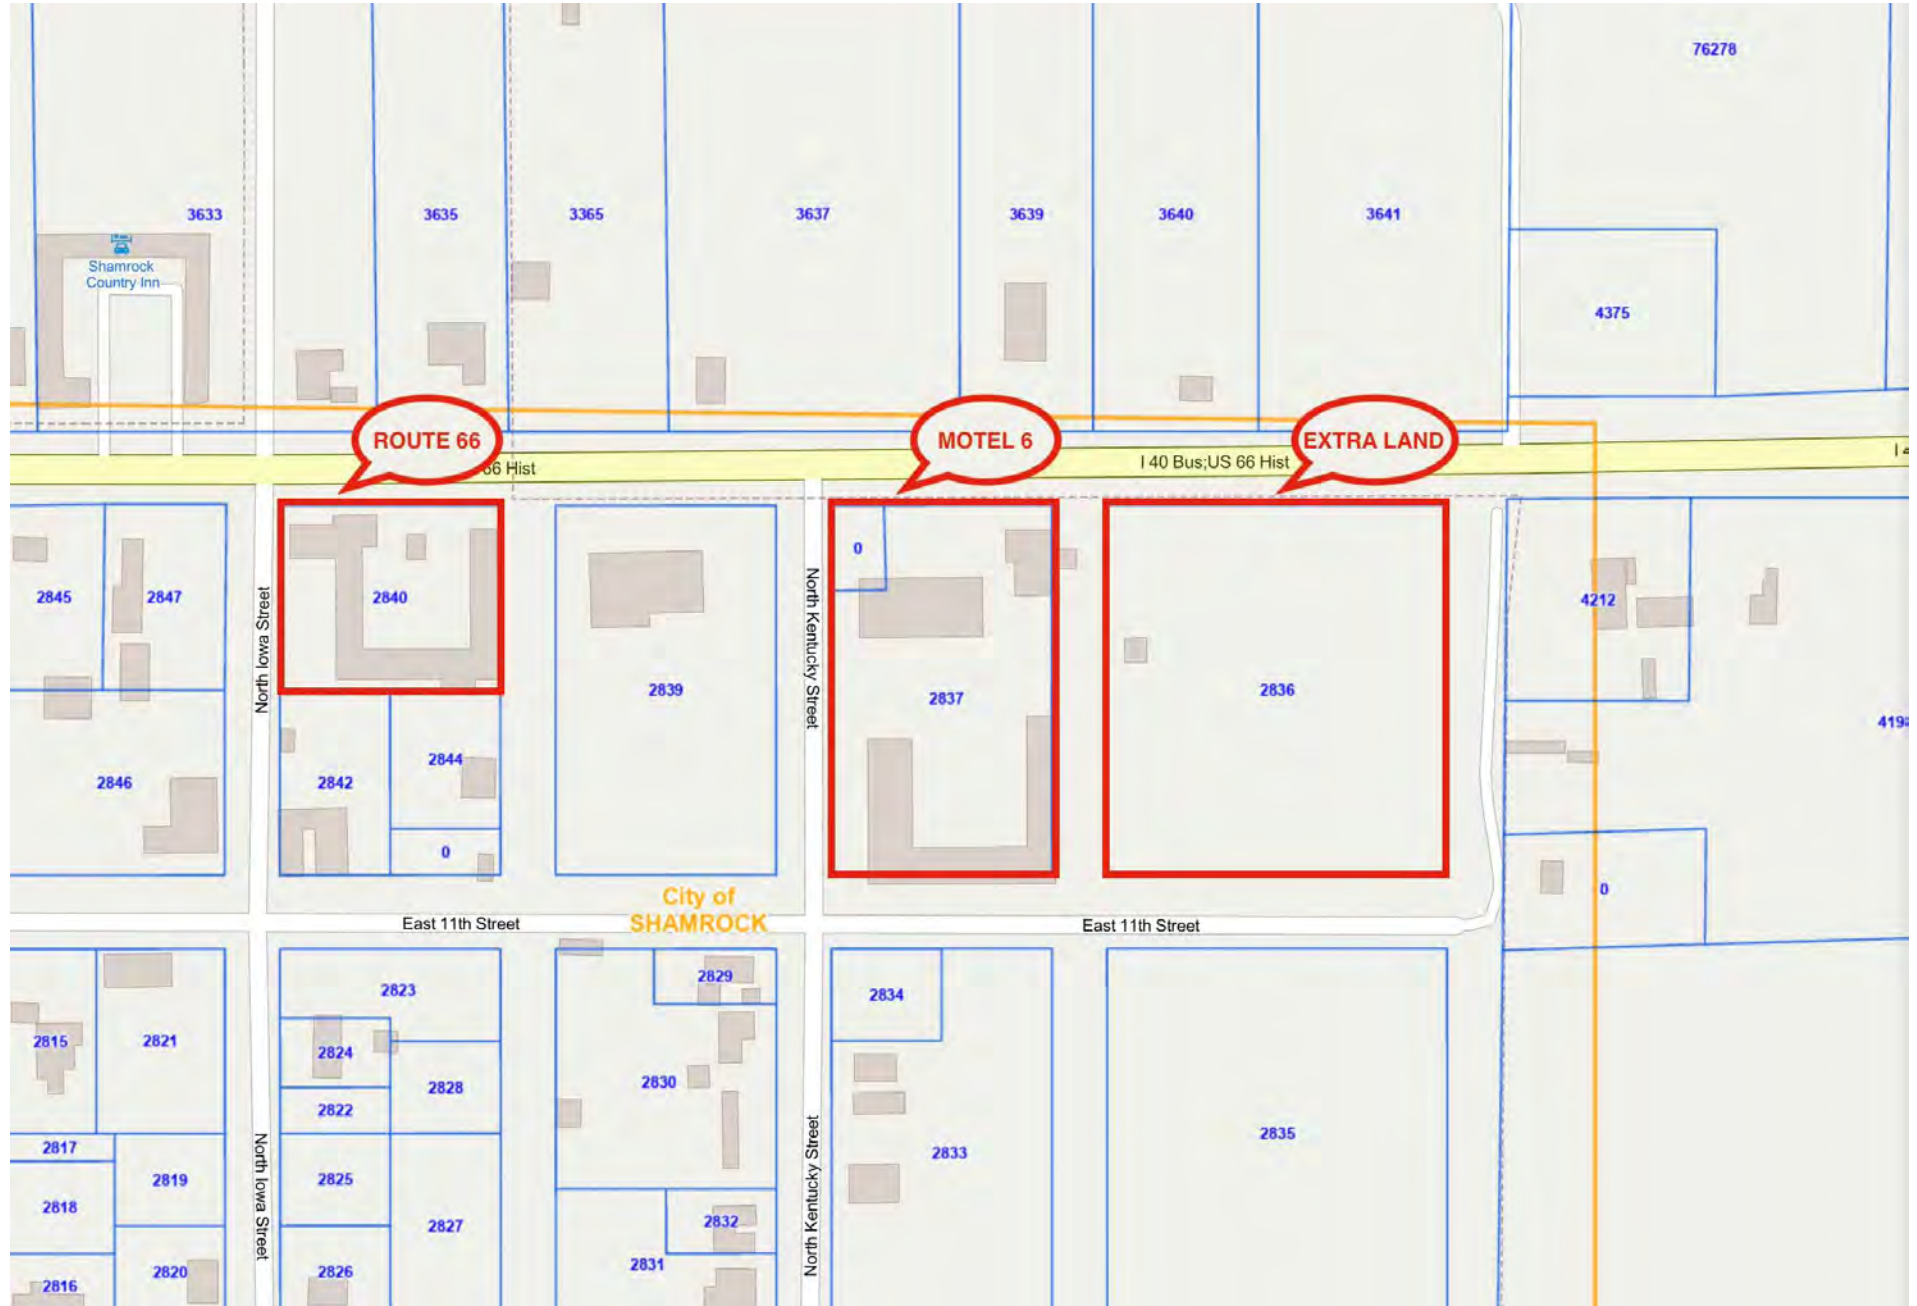 76278
3633
3635
3365
3637
3639
3640
3641
Shamrock
Country Inn
4375
ROUTE 66
MOTEL 6
EXTRA LAND
66 Hist
I 40 Bus;US 66 Hist
0
2845
2847
2840
4212
North Iowa Street
North Kentucky Street
2839
2837
2836
2846
2842
2844
0
0
City of
SHAMROCK
East 11th Street
East 11th Street
2823
2829
2834
2815
2821
2824
2830
2828
2822
2833
2835
2817
2819
2825
2818
2827
2832
North Iowa Street
North Kentucky Street
2831
2816
2820
2826